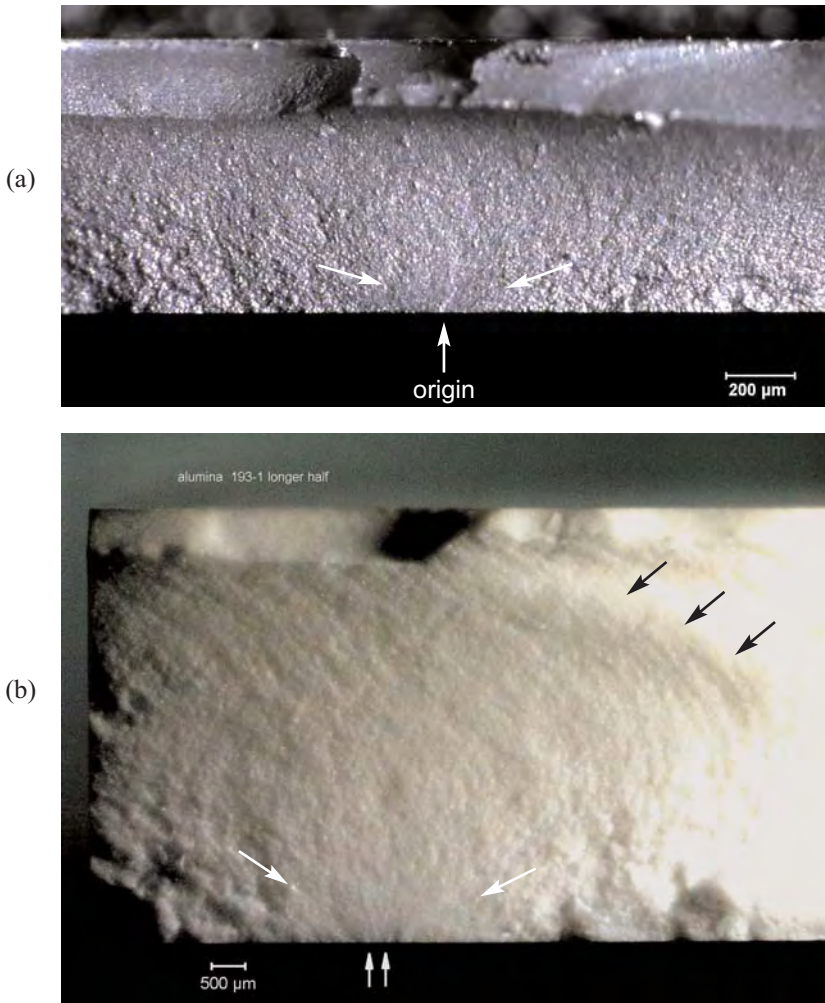 (a)
origin
200 µm
alumina 193-1 longer half
(b)
500 µm